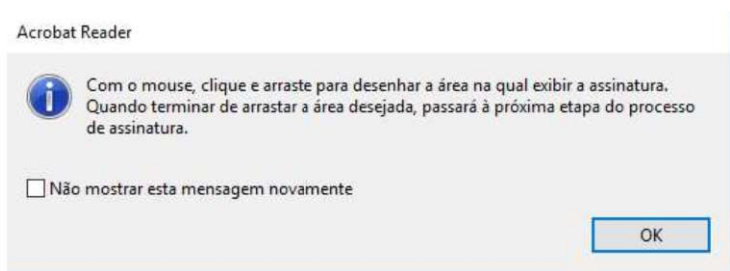 Acrobat Reader
Com o mouse, clique e arraste para desenhar a área na qual exibir a assinatura.
Quando terminar de arrastar a área desejada, passará à próxima etapa do processo
de assinatura.
Não mostrar esta mensagem novamente
OK